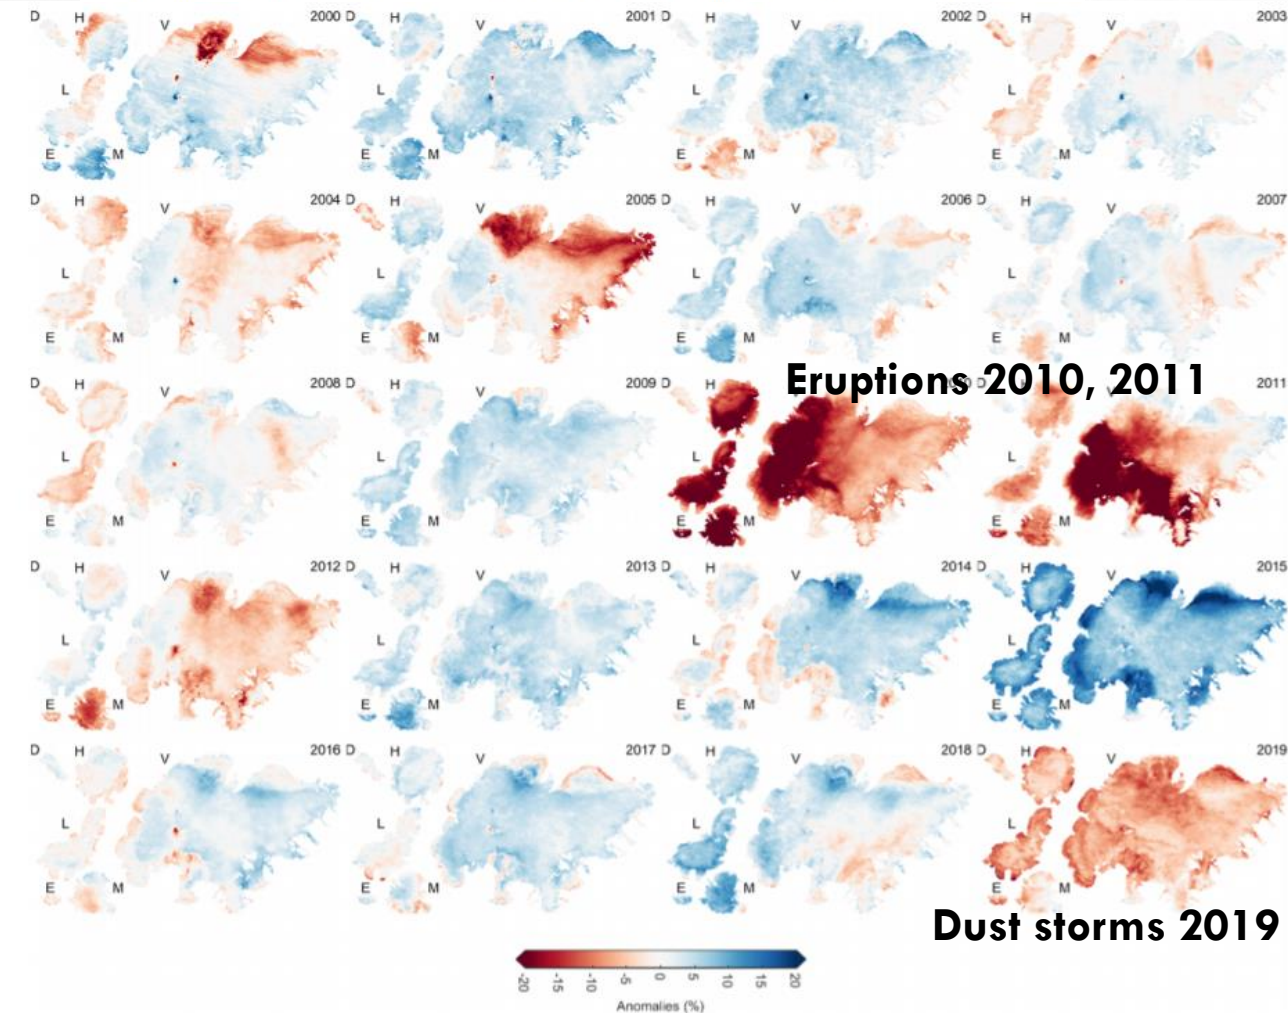 D H V 2000 D H V 2001 D H V 2002 D H V 2003
L L L L
E M E M E M E M
D H V 2004 D H V 2005 D H V 2006 D H V 2007
L L L L
E M E M E M E M
Eruptions 2010, 2011
D H V 2008 D H V 2009 D H 2011
L L L L
E M E M E M E M
D H V 2012 D H V 2013 D H V 2014 D H V 2015
L L L L
E M E M E M E M
D H V 2016 D H V 2017 D H V 2018 D H V 2019
L L L L
E M E M E M E M
Dust storms 2019
-20 -15 -10 -5 0 5 10 15 20
Anomalies (%)